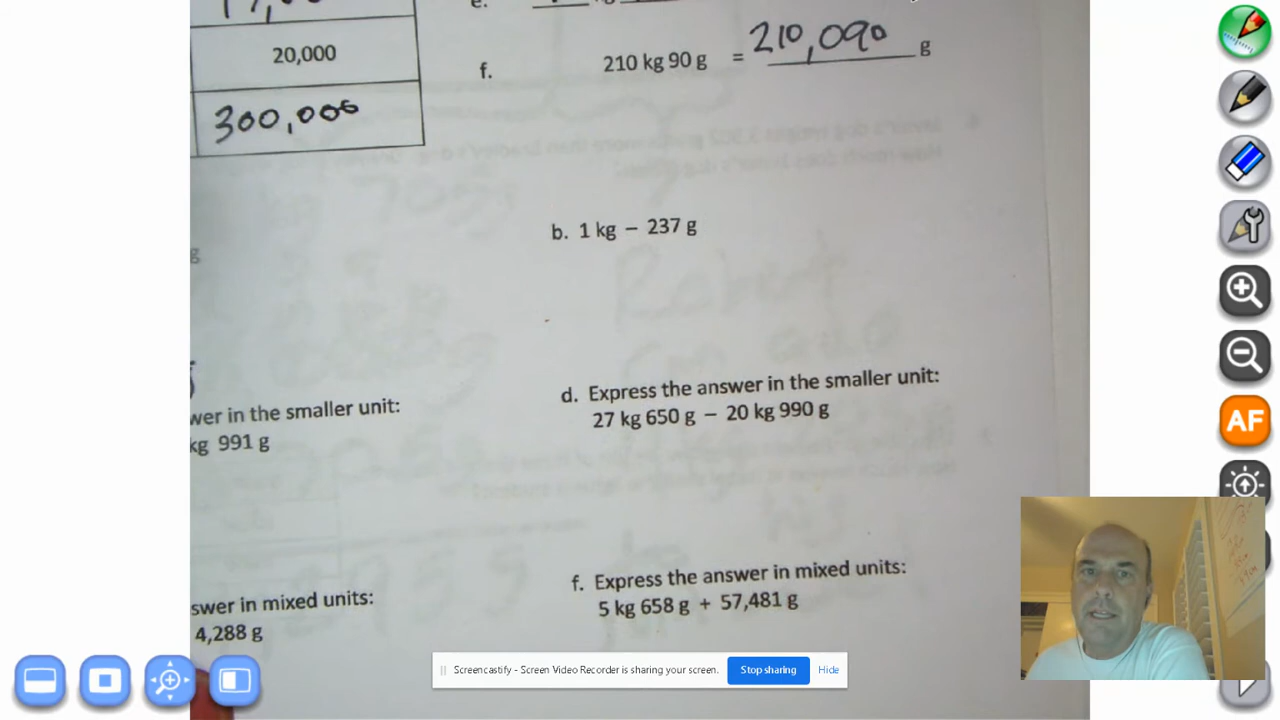 20,000
300,000
e.
f. 210 kg 90 g = 210,090 g
b. 1 kg – 237 g
g
wer in the smaller unit:
kg 991 g
d. Express the answer in the smaller unit:
27 kg 650 g – 20 kg 990 g
swer in mixed units:
4,288 g
f. Express the answer in mixed units:
5 kg 658 g + 57,481 g
AF
Screencastify - Screen Video Recorder is sharing your screen.
Stop sharing
Hide